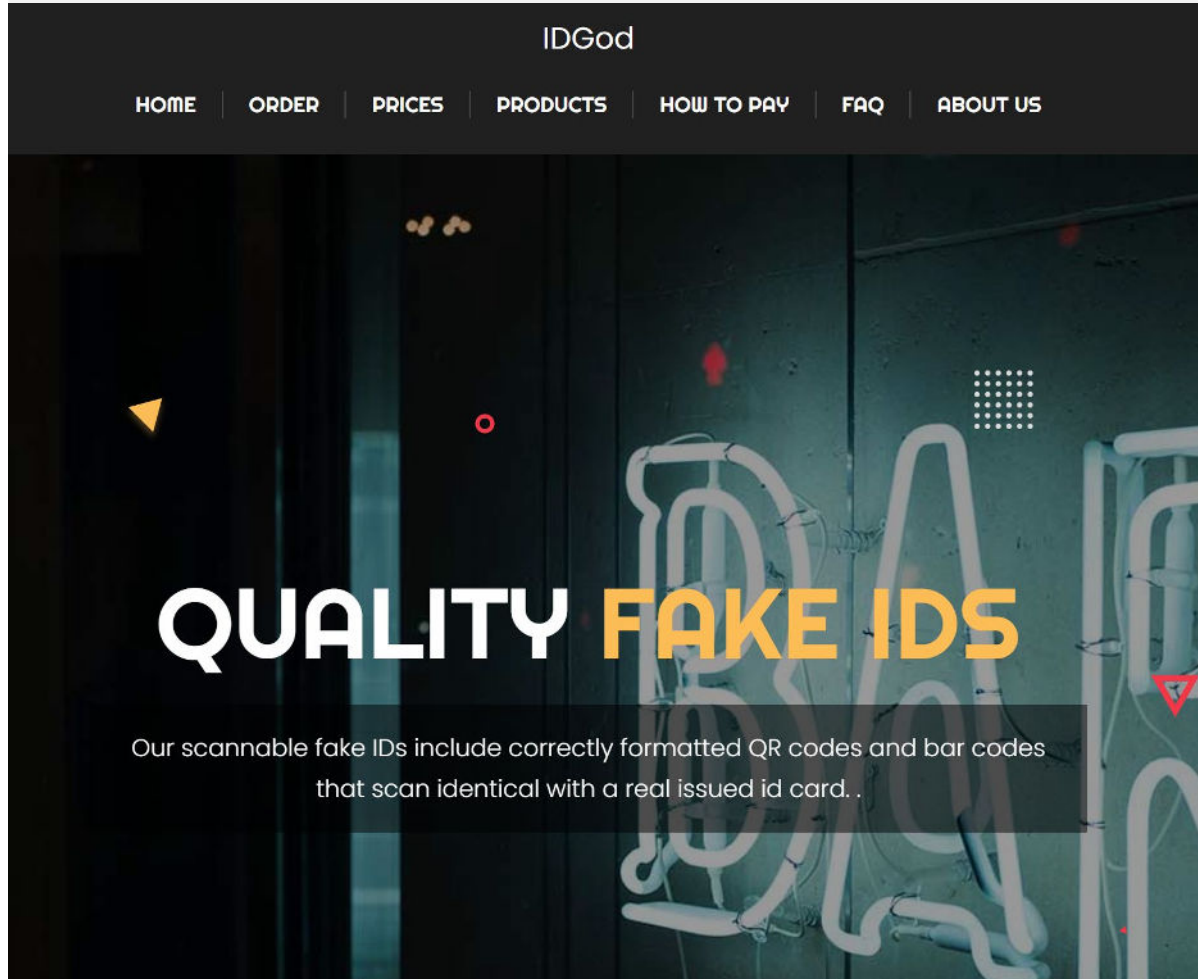 IDGod
HOME ORDER PRICES PRODUCTS HOW TO PAY FAQ ABOUT US
QUALITY FAKE IDS
Our scannable fake IDs include correctly formatted QR codes and bar codes
that scan identical with a real issued id card. .
BA